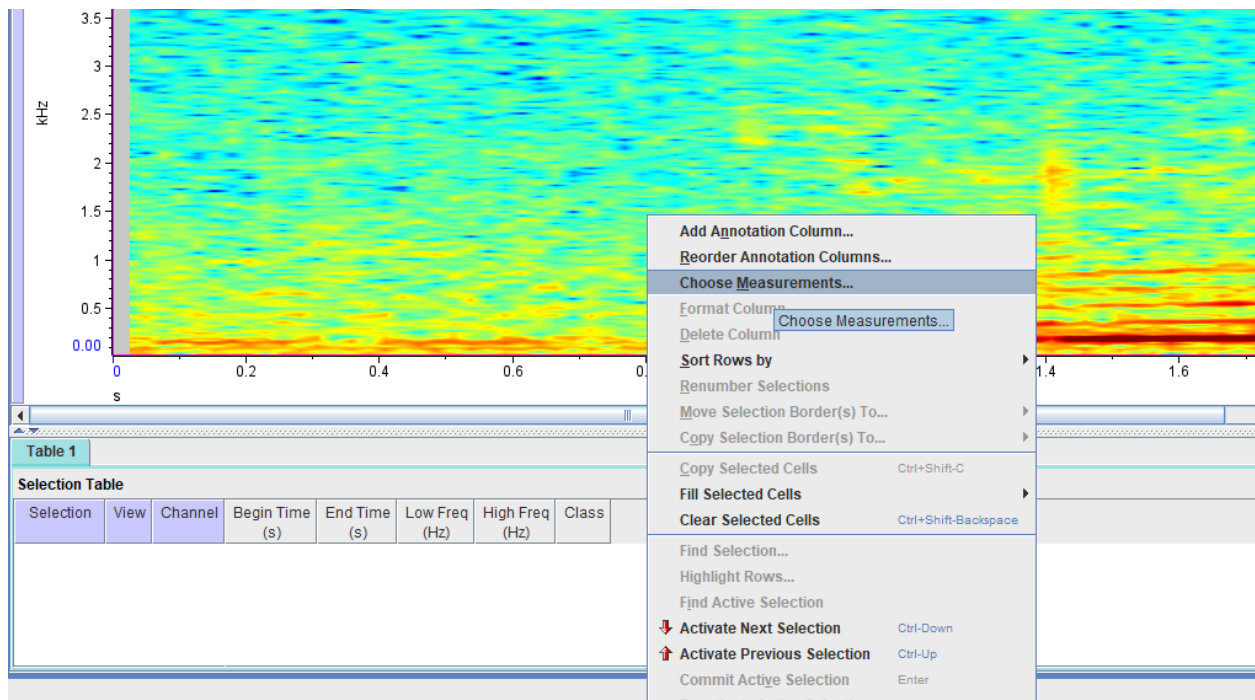 3.5
3
2.5
2
1.5
1
0.5
0.00
kHz
0
0.2
0.4
0.6
0.
1.4
1.6
s
Add Annotation Column...
Reorder Annotation Columns...
Choose Measurements...
Format Column
Choose Measurements...
Delete Column
Sort Rows by
Renumber Selections
Move Selection Border(s) To...
Copy Selection Border(s) To...
Copy Selected Cells Ctrl+Shift-C
Fill Selected Cells
Clear Selected Cells Ctrl+Shift-Backspace
Find Selection...
Highlight Rows...
Find Active Selection
Activate Next Selection Ctrl-Down
Activate Previous Selection Ctrl-Up
Commit Active Selection Enter
Table 1
Selection Table
Selection View Channel Begin Time (s) End Time (s) Low Freq (Hz) High Freq (Hz) Class